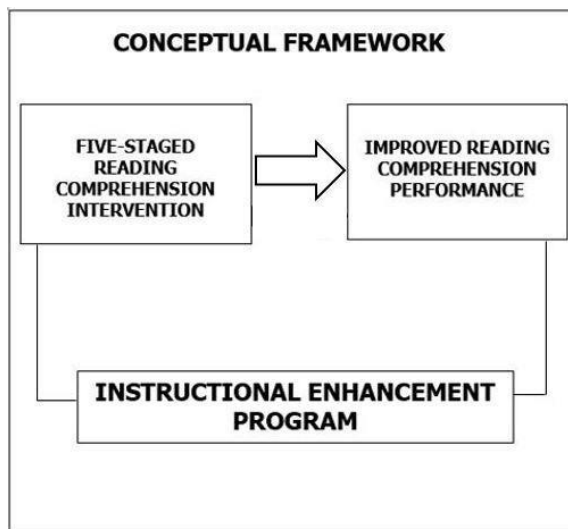 CONCEPTUAL FRAMEWORK
FIVE-STAGED
READING
COMPREHENSION
INTERVENTION
IMPROVED READING
COMPREHENSION
PERFORMANCE
INSTRUCTIONAL ENHANCEMENT
PROGRAM